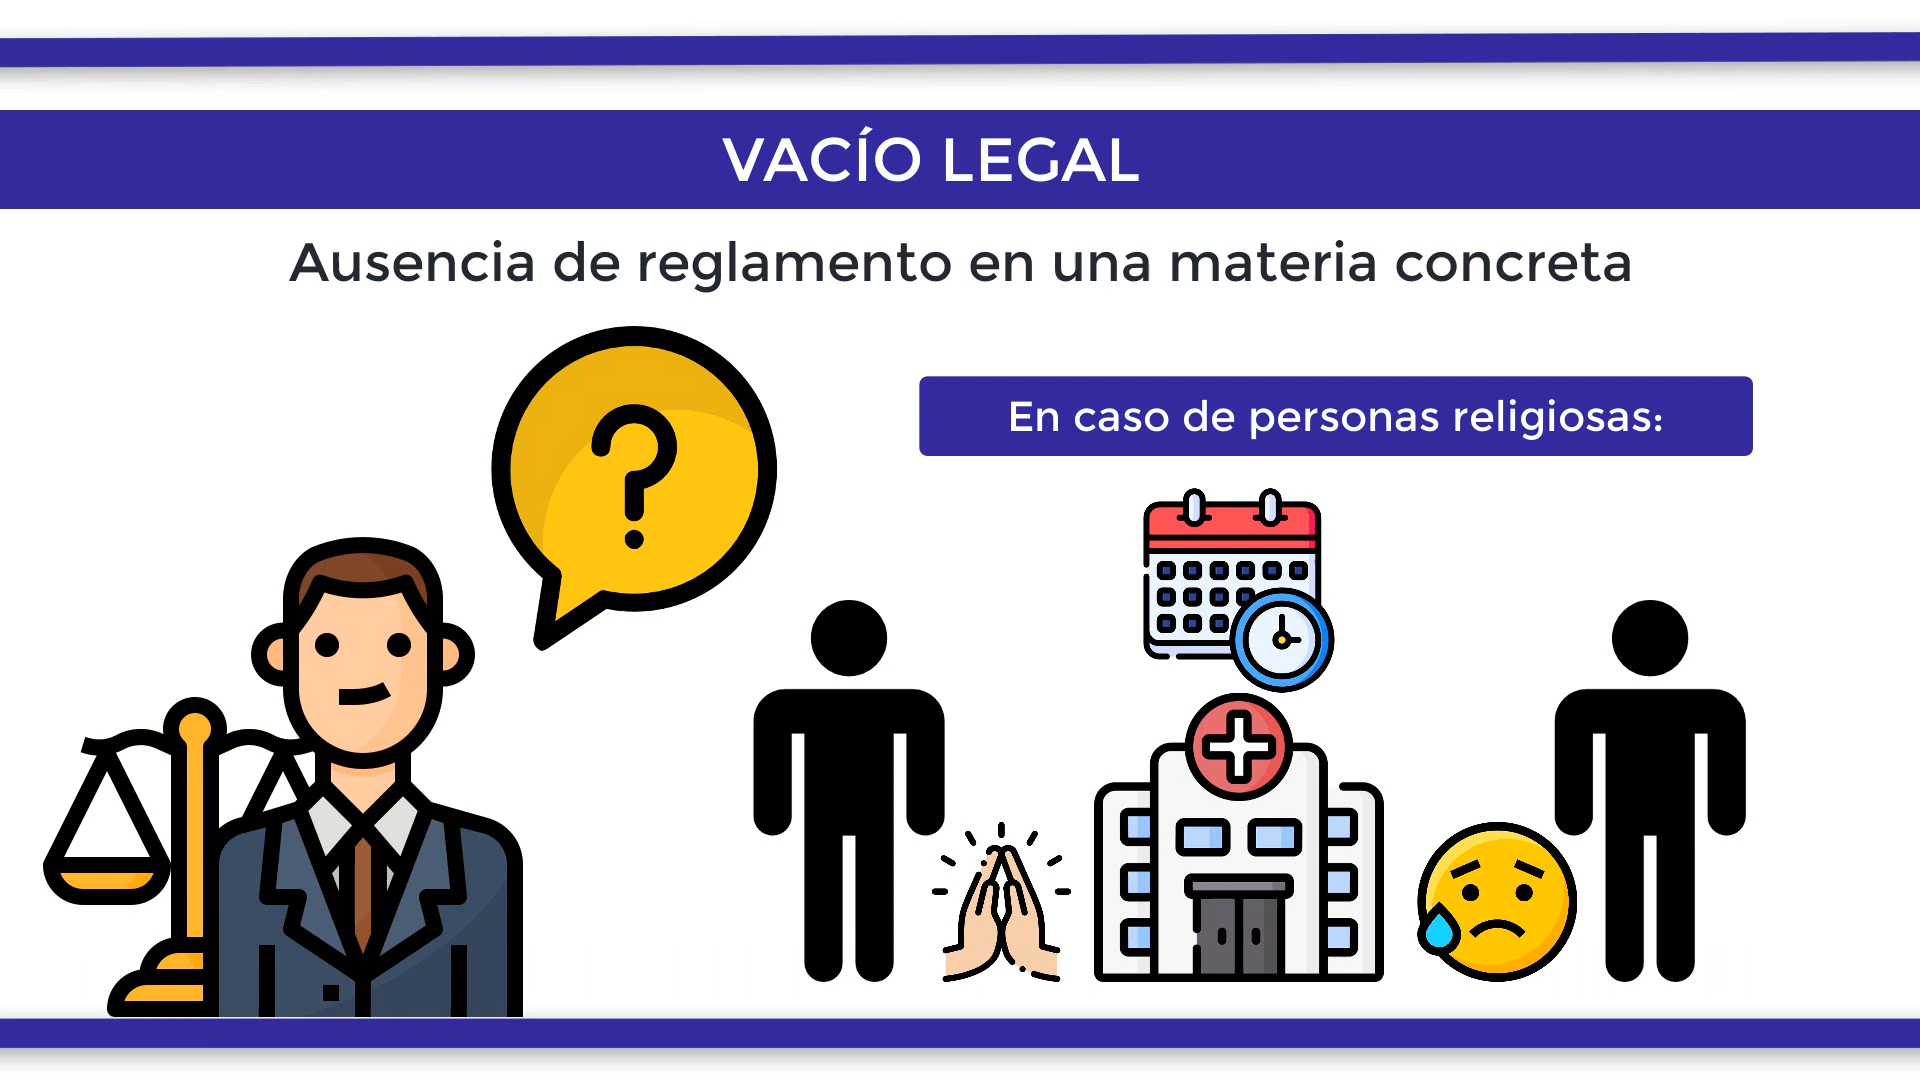 VACÍO LEGAL
Ausencia de reglamento en una materia concreta
?
En caso de personas religiosas: